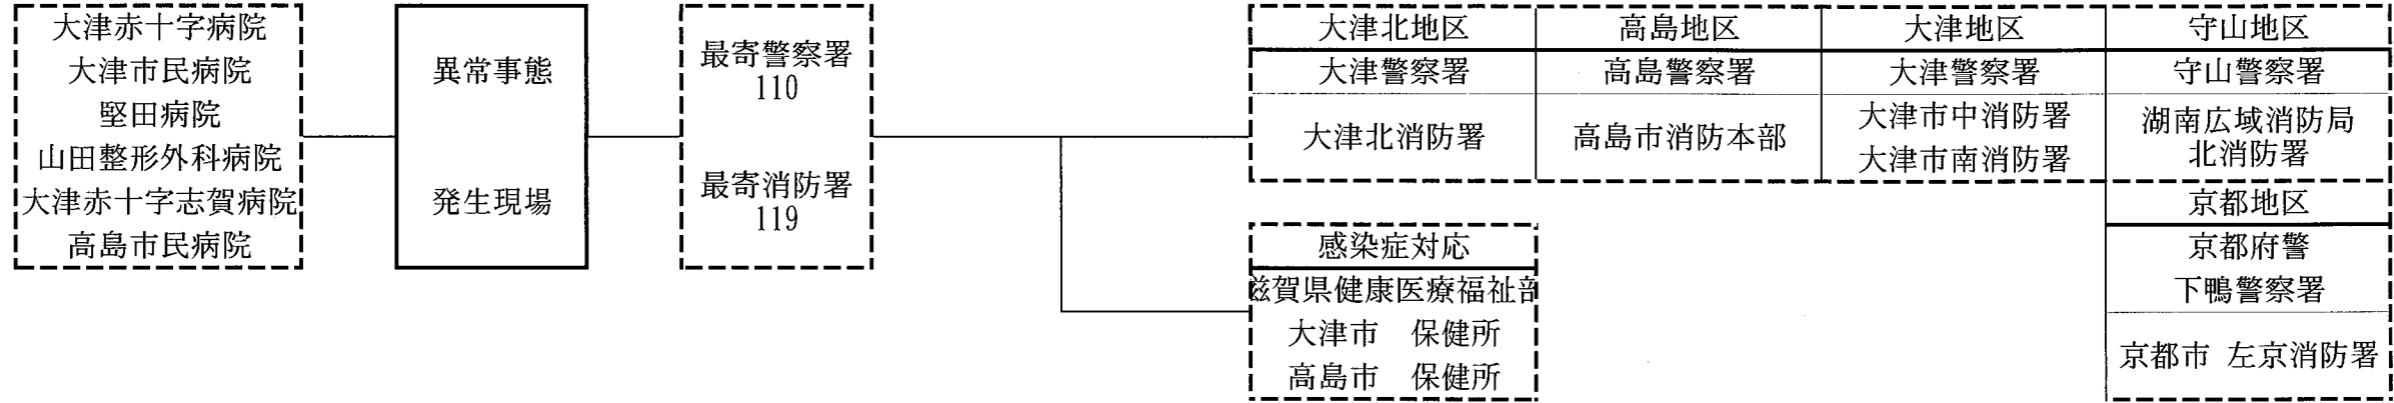 大津赤十字病院
大津市民病院
堅田病院
山田整形外科病院
大津赤十字志賀病院
高島市民病院
異常事態
発生現場
最寄警察署
110
最寄消防署
119
大津北地区
大津警察署
大津北消防署
高島地区
高島警察署
高島市消防本部
大津地区
大津警察署
大津市中消防署
大津市南消防署
守山地区
守山警察署
湖南広域消防局
北消防署
京都地区
京都府警
下鴨警察署
京都市 左京消防署
感染症対応
滋賀県健康医療福祉部
大津市　保健所
高島市　保健所